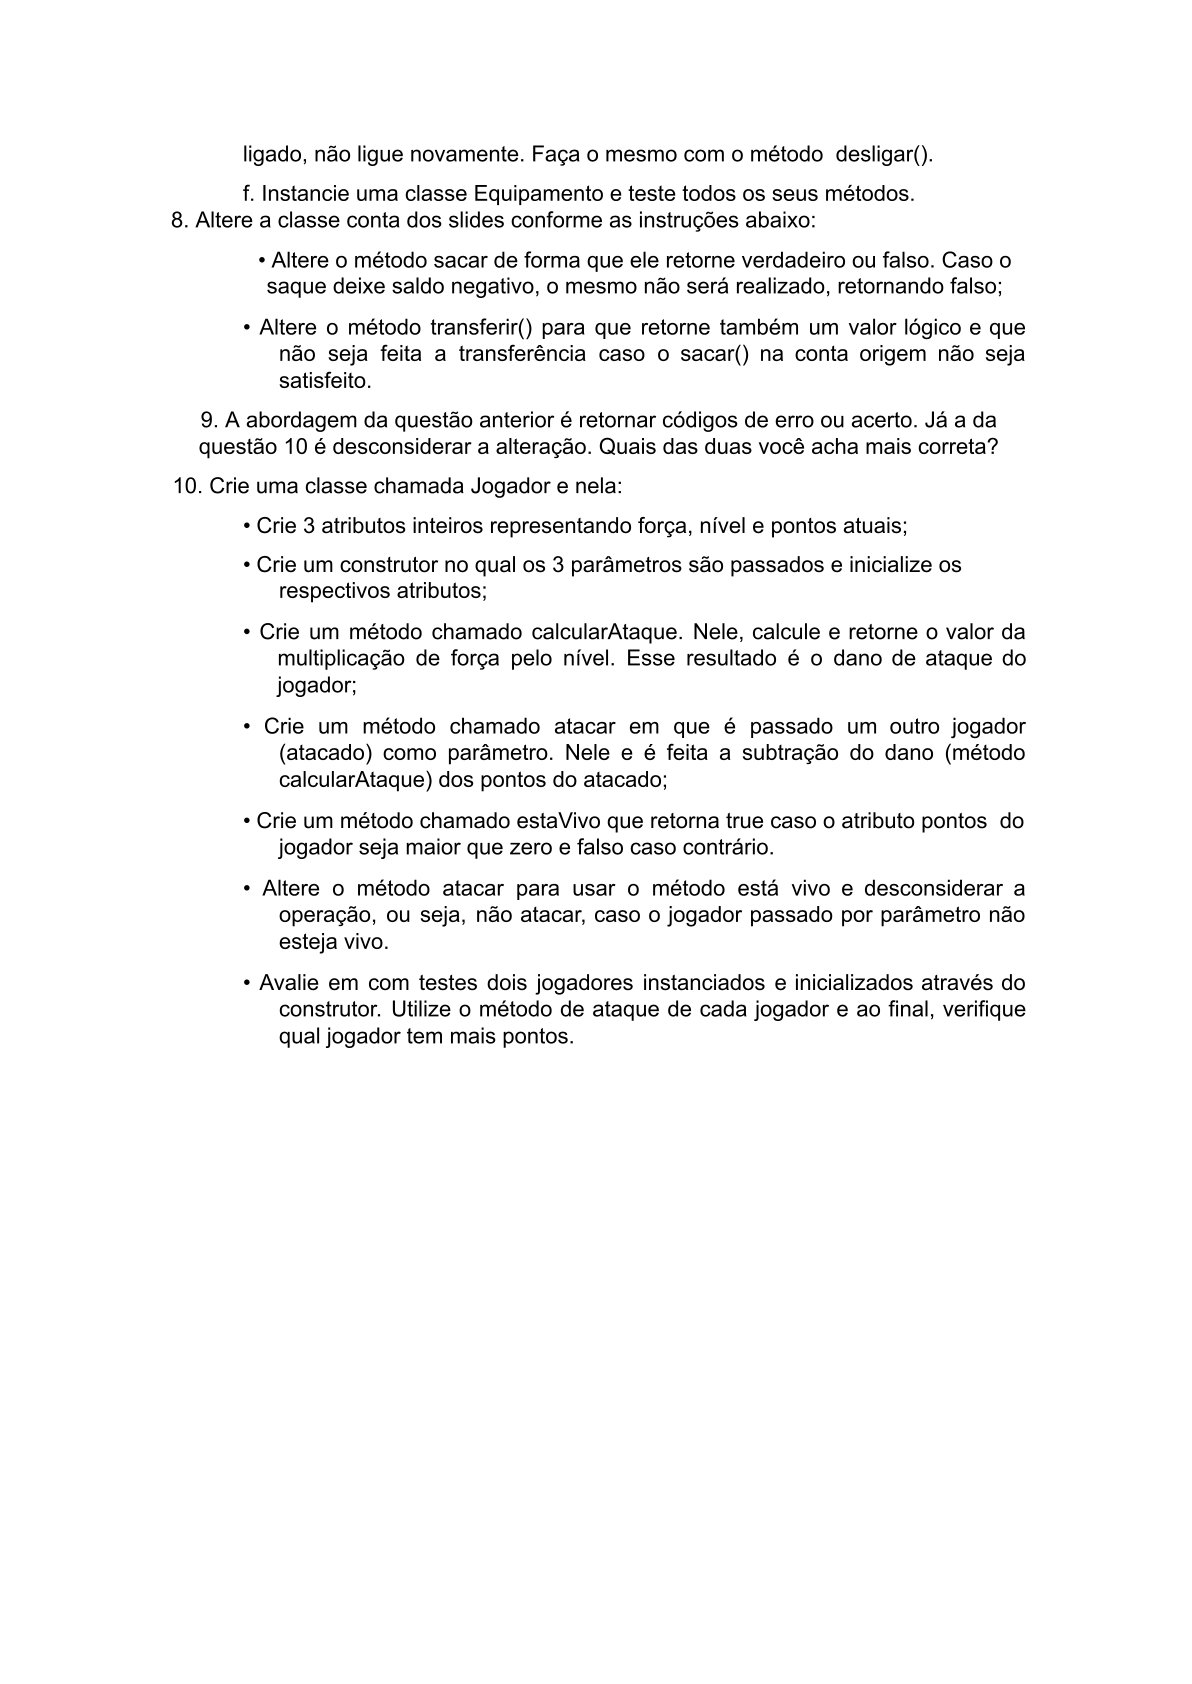 ligado, não ligue novamente. Faça o mesmo com o método  desligar().
f. Instancie uma classe Equipamento e teste todos os seus métodos.
8. Altere a classe conta dos slides conforme as instruções abaixo:
• Altere o método sacar de forma que ele retorne verdadeiro ou falso. Caso o
saque deixe saldo negativo, o mesmo não será realizado, retornando falso;
• Altere o método transferir() para que retorne também um valor lógico e que
não seja feita a transferência caso o sacar() na conta origem não seja
satisfeito.
9. A abordagem da questão anterior é retornar códigos de erro ou acerto. Já a da
questão 10 é desconsiderar a alteração. Quais das duas você acha mais correta?
10. Crie uma classe chamada Jogador e nela:
• Crie 3 atributos inteiros representando força, nível e pontos atuais;
• Crie um construtor no qual os 3 parâmetros são passados e inicialize os
respectivos atributos;
• Crie um método chamado calcularAtaque. Nele, calcule e retorne o valor da
multiplicação de força pelo nível. Esse resultado é o dano de ataque do
jogador;
• Crie um método chamado atacar em que é passado um outro jogador
(atacado) como parâmetro. Nele e é feita a subtração do dano (método
calcularAtaque) dos pontos do atacado;
• Crie um método chamado estaVivo que retorna true caso o atributo pontos  do
jogador seja maior que zero e falso caso contrário.
• Altere o método atacar para usar o método está vivo e desconsiderar a
operação, ou seja, não atacar, caso o jogador passado por parâmetro não
esteja vivo.
• Avalie em com testes dois jogadores instanciados e inicializados através do
construtor. Utilize o método de ataque de cada jogador e ao final, verifique
qual jogador tem mais pontos.